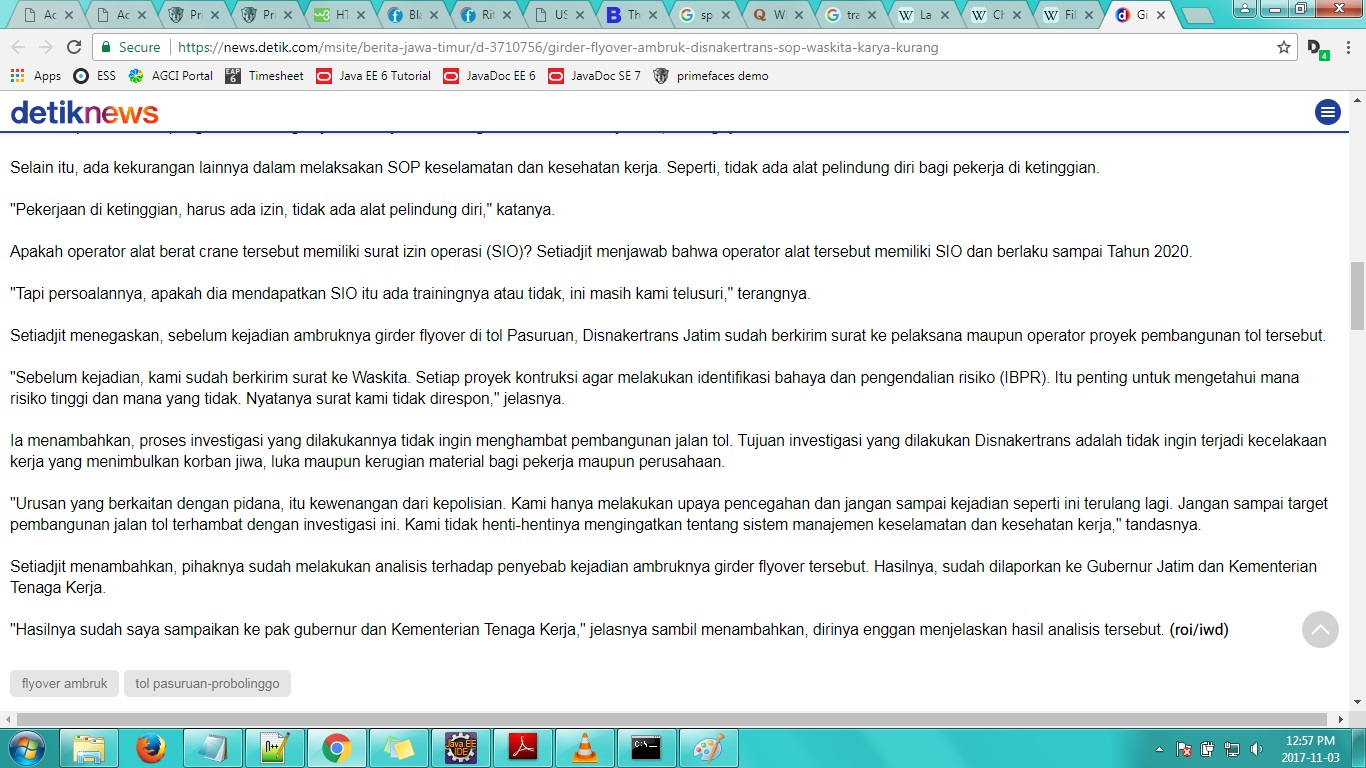 Ac
Ac
Pr
Pri
HT
Bla
Rit
US
Th
sp
W
tra
La
Ch
Fil
Gi
Secure
https://news.detik.com/msite/berita-jawa-timur/d-3710756/girder-flyover-ambruk-disnakertrans-sop-waskita-karya-kurang
4
Apps
ESS
AGCI Portal
Timesheet
Java EE 6 Tutorial
JavaDoc EE 6
JavaDoc SE 7
primefaces demo
detiknews
Selain itu, ada kekurangan lainnya dalam melaksakan SOP keselamatan dan kesehatan kerja. Seperti, tidak ada alat pelindung diri bagi pekerja di ketinggian.
"Pekerjaan di ketinggian, harus ada izin, tidak ada alat pelindung diri," katanya.
Apakah operator alat berat crane tersebut memiliki surat izin operasi (SIO)? Setiadjit menjawab bahwa operator alat tersebut memiliki SIO dan berlaku sampai Tahun 2020.
"Tapi persoalannya, apakah dia mendapatkan SIO itu ada trainingnya atau tidak, ini masih kami telusuri," terangnya.
Setiadjit menegaskan, sebelum kejadian ambruknya girder flyover di tol Pasuruan, Disnakertrans Jatim sudah berkirim surat ke pelaksana maupun operator proyek pembangunan tol tersebut.
"Sebelum kejadian, kami sudah berkirim surat ke Waskita. Setiap proyek kontruksi agar melakukan identifikasi bahaya dan pengendalian risiko (IBPR). Itu penting untuk mengetahui mana
risiko tinggi dan mana yang tidak. Nyatanya surat kami tidak direspon," jelasnya.
Ia menambahkan, proses investigasi yang dilakukannya tidak ingin menghambat pembangunan jalan tol. Tujuan investigasi yang dilakukan Disnakertrans adalah tidak ingin terjadi kecelakaan
kerja yang menimbulkan korban jiwa, luka maupun kerugian material bagi pekerja maupun perusahaan.
"Urusan yang berkaitan dengan pidana, itu kewenangan dari kepolisian. Kami hanya melakukan upaya pencegahan dan jangan sampai kejadian seperti ini terulang lagi. Jangan sampai target
pembangunan jalan tol terhambat dengan investigasi ini. Kami tidak henti-hentinya mengingatkan tentang sistem manajemen keselamatan dan kesehatan kerja," tandasnya.
Setiadjit menambahkan, pihaknya sudah melakukan analisis terhadap penyebab kejadian ambruknya girder flyover tersebut. Hasilnya, sudah dilaporkan ke Gubernur Jatim dan Kementerian
Tenaga Kerja.
"Hasilnya sudah saya sampaikan ke pak gubernur dan Kementerian Tenaga Kerja," jelasnya sambil menambahkan, dirinya enggan menjelaskan hasil analisis tersebut. (roi/iwd)
flyover ambruk
tol pasuruan-probolinggo
12:57 PM
2017-11-03